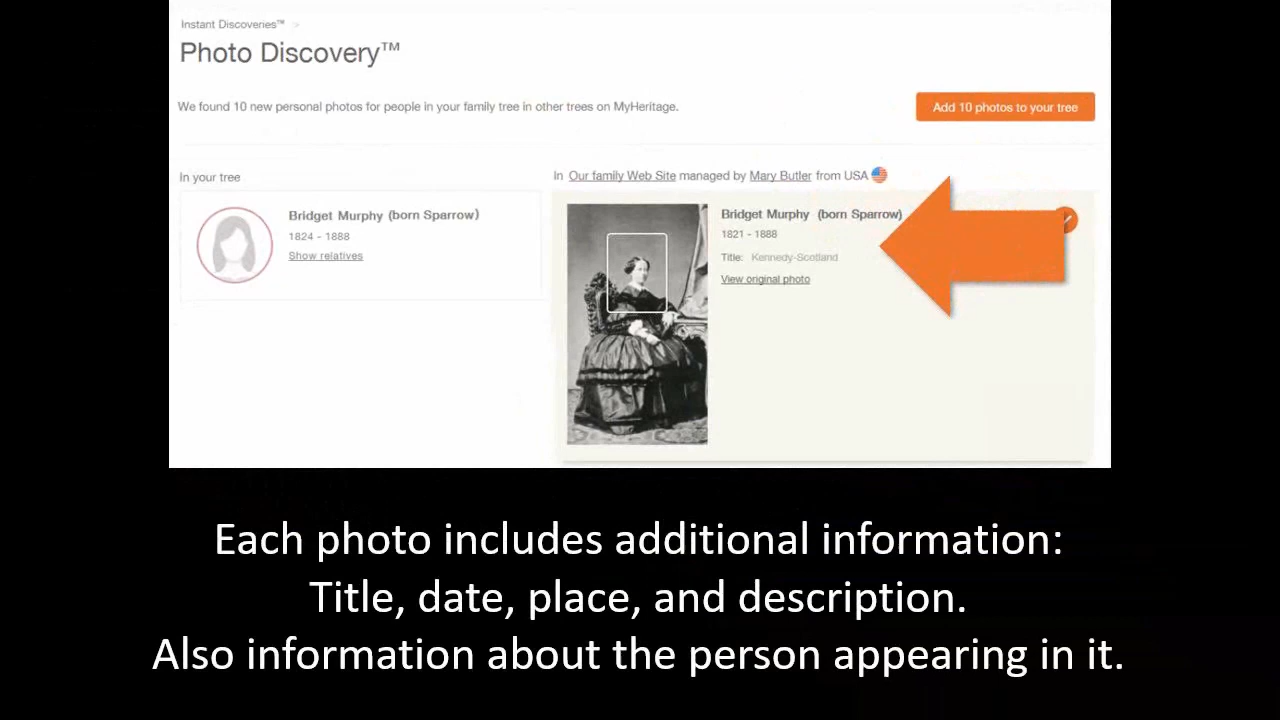 Instant Discoveries™ >
Photo Discovery™
We found 10 new personal photos for people in your family tree in other trees on MyHeritage.
Add 10 photos to your tree
In your tree
Bridget Murphy (born Sparrow)
1824 - 1888
Show relatives
In Our family Web Site managed by Mary Butler from USA
Bridget Murphy (born Sparrow)
1821 - 1888
Title: Kennedy-Scotland
View original photo
Each photo includes additional information:
Title, date, place, and description.
Also information about the person appearing in it.